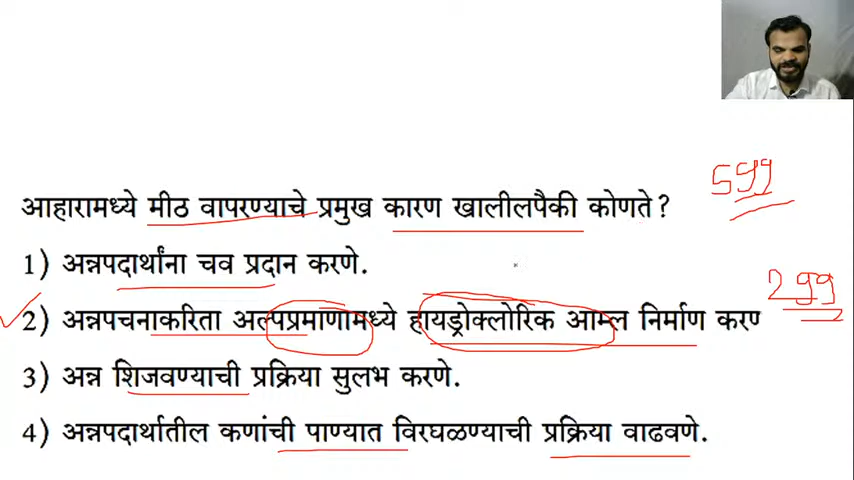 599
आहारामध्ये मीठ वापरण्याचे प्रमुख कारण खालीलपैकी कोणते?
1) अन्नपदार्थांना चव प्रदान करणे.
299
2) अन्नपचनाकरिता अल्पप्रमाणामध्ये हायड्रोक्लोरिक आम्ल निर्माण करण
3) अन्न शिजवण्याची प्रक्रिया सुलभ करणे.
4) अन्नपदार्थातील कणांची पाण्यात विरघळण्याची प्रक्रिया वाढवणे.